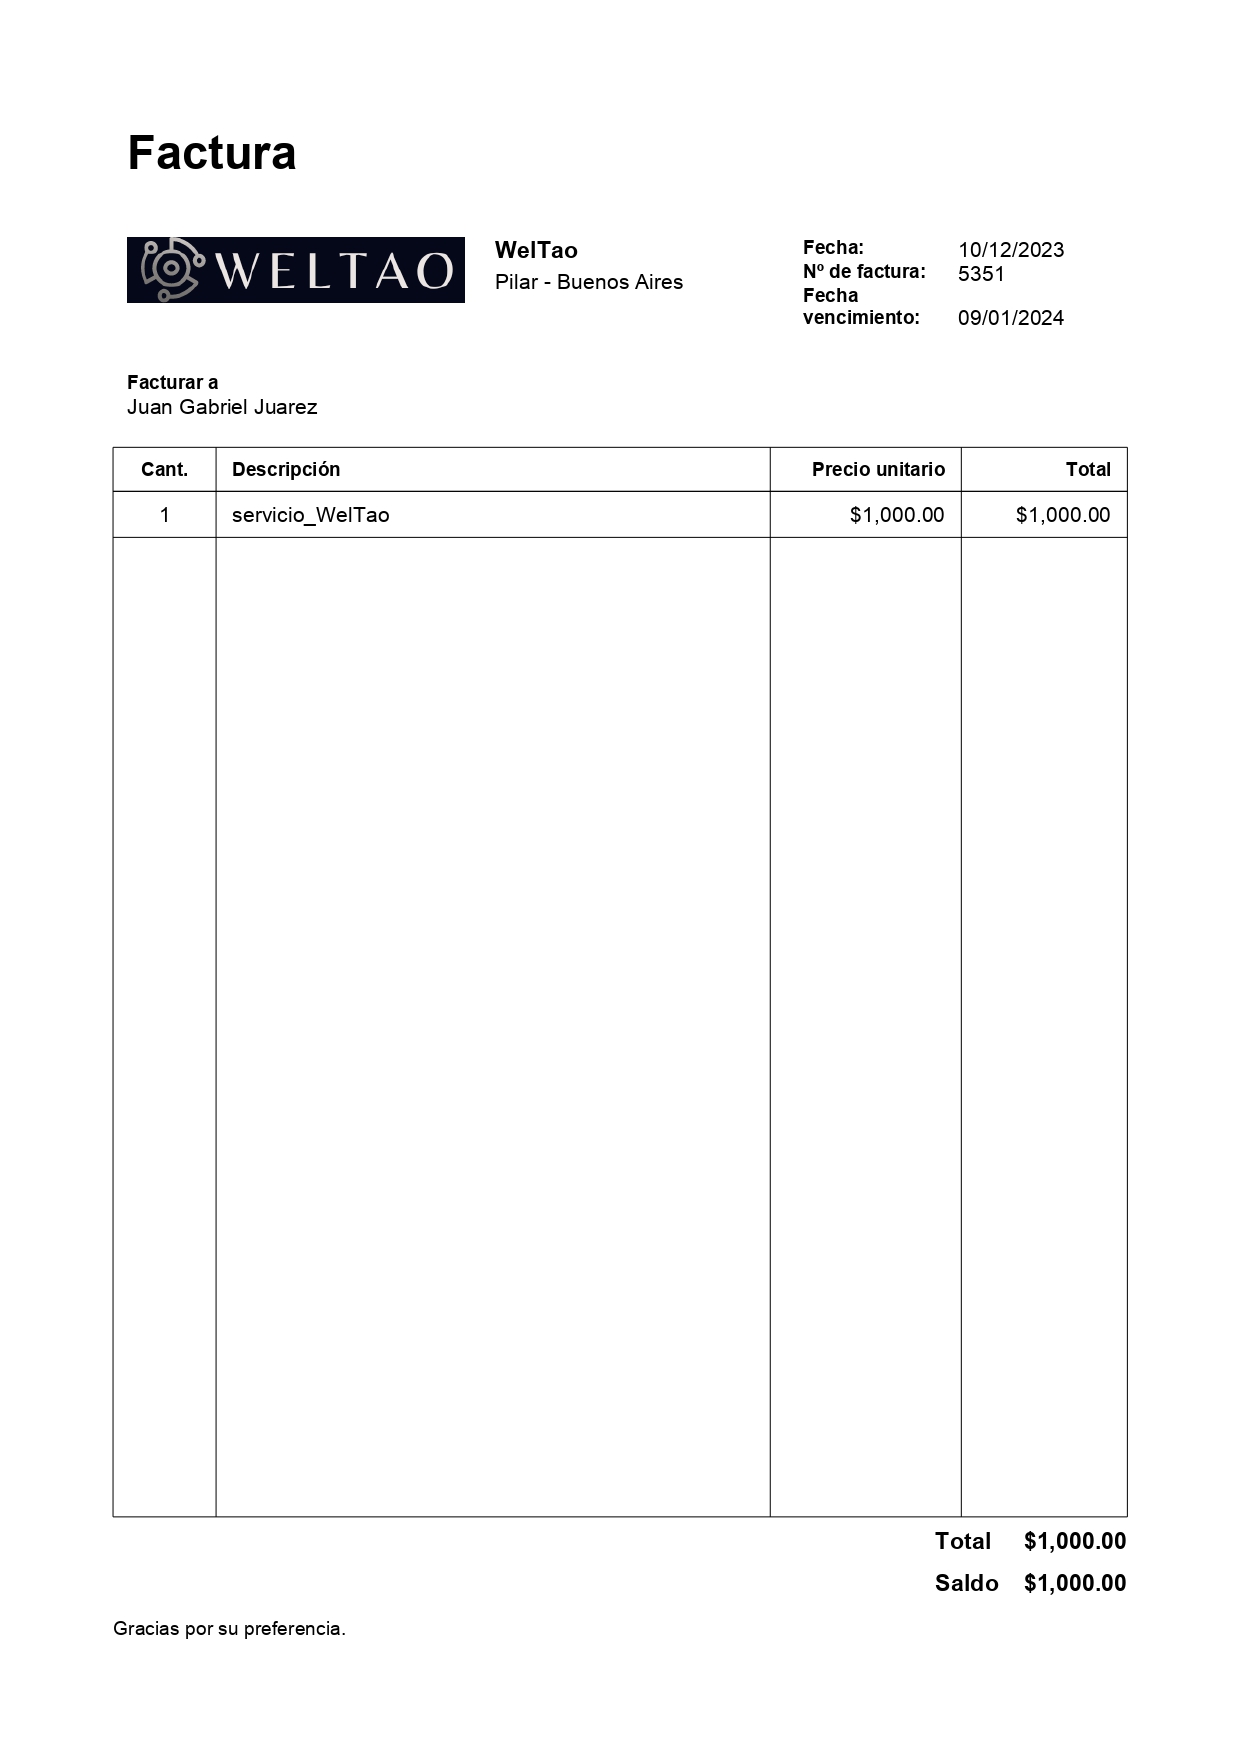 Factura
WELTAO
WelTao
Pilar - Buenos Aires
Fecha: 10/12/2023
Nº de factura: 5351
Fecha
vencimiento: 09/01/2024
Facturar a
Juan Gabriel Juarez
Cant. Descripción Precio unitario Total
1 servicio_WelTao $1,000.00 $1,000.00
Total $1,000.00
Saldo $1,000.00
Gracias por su preferencia.